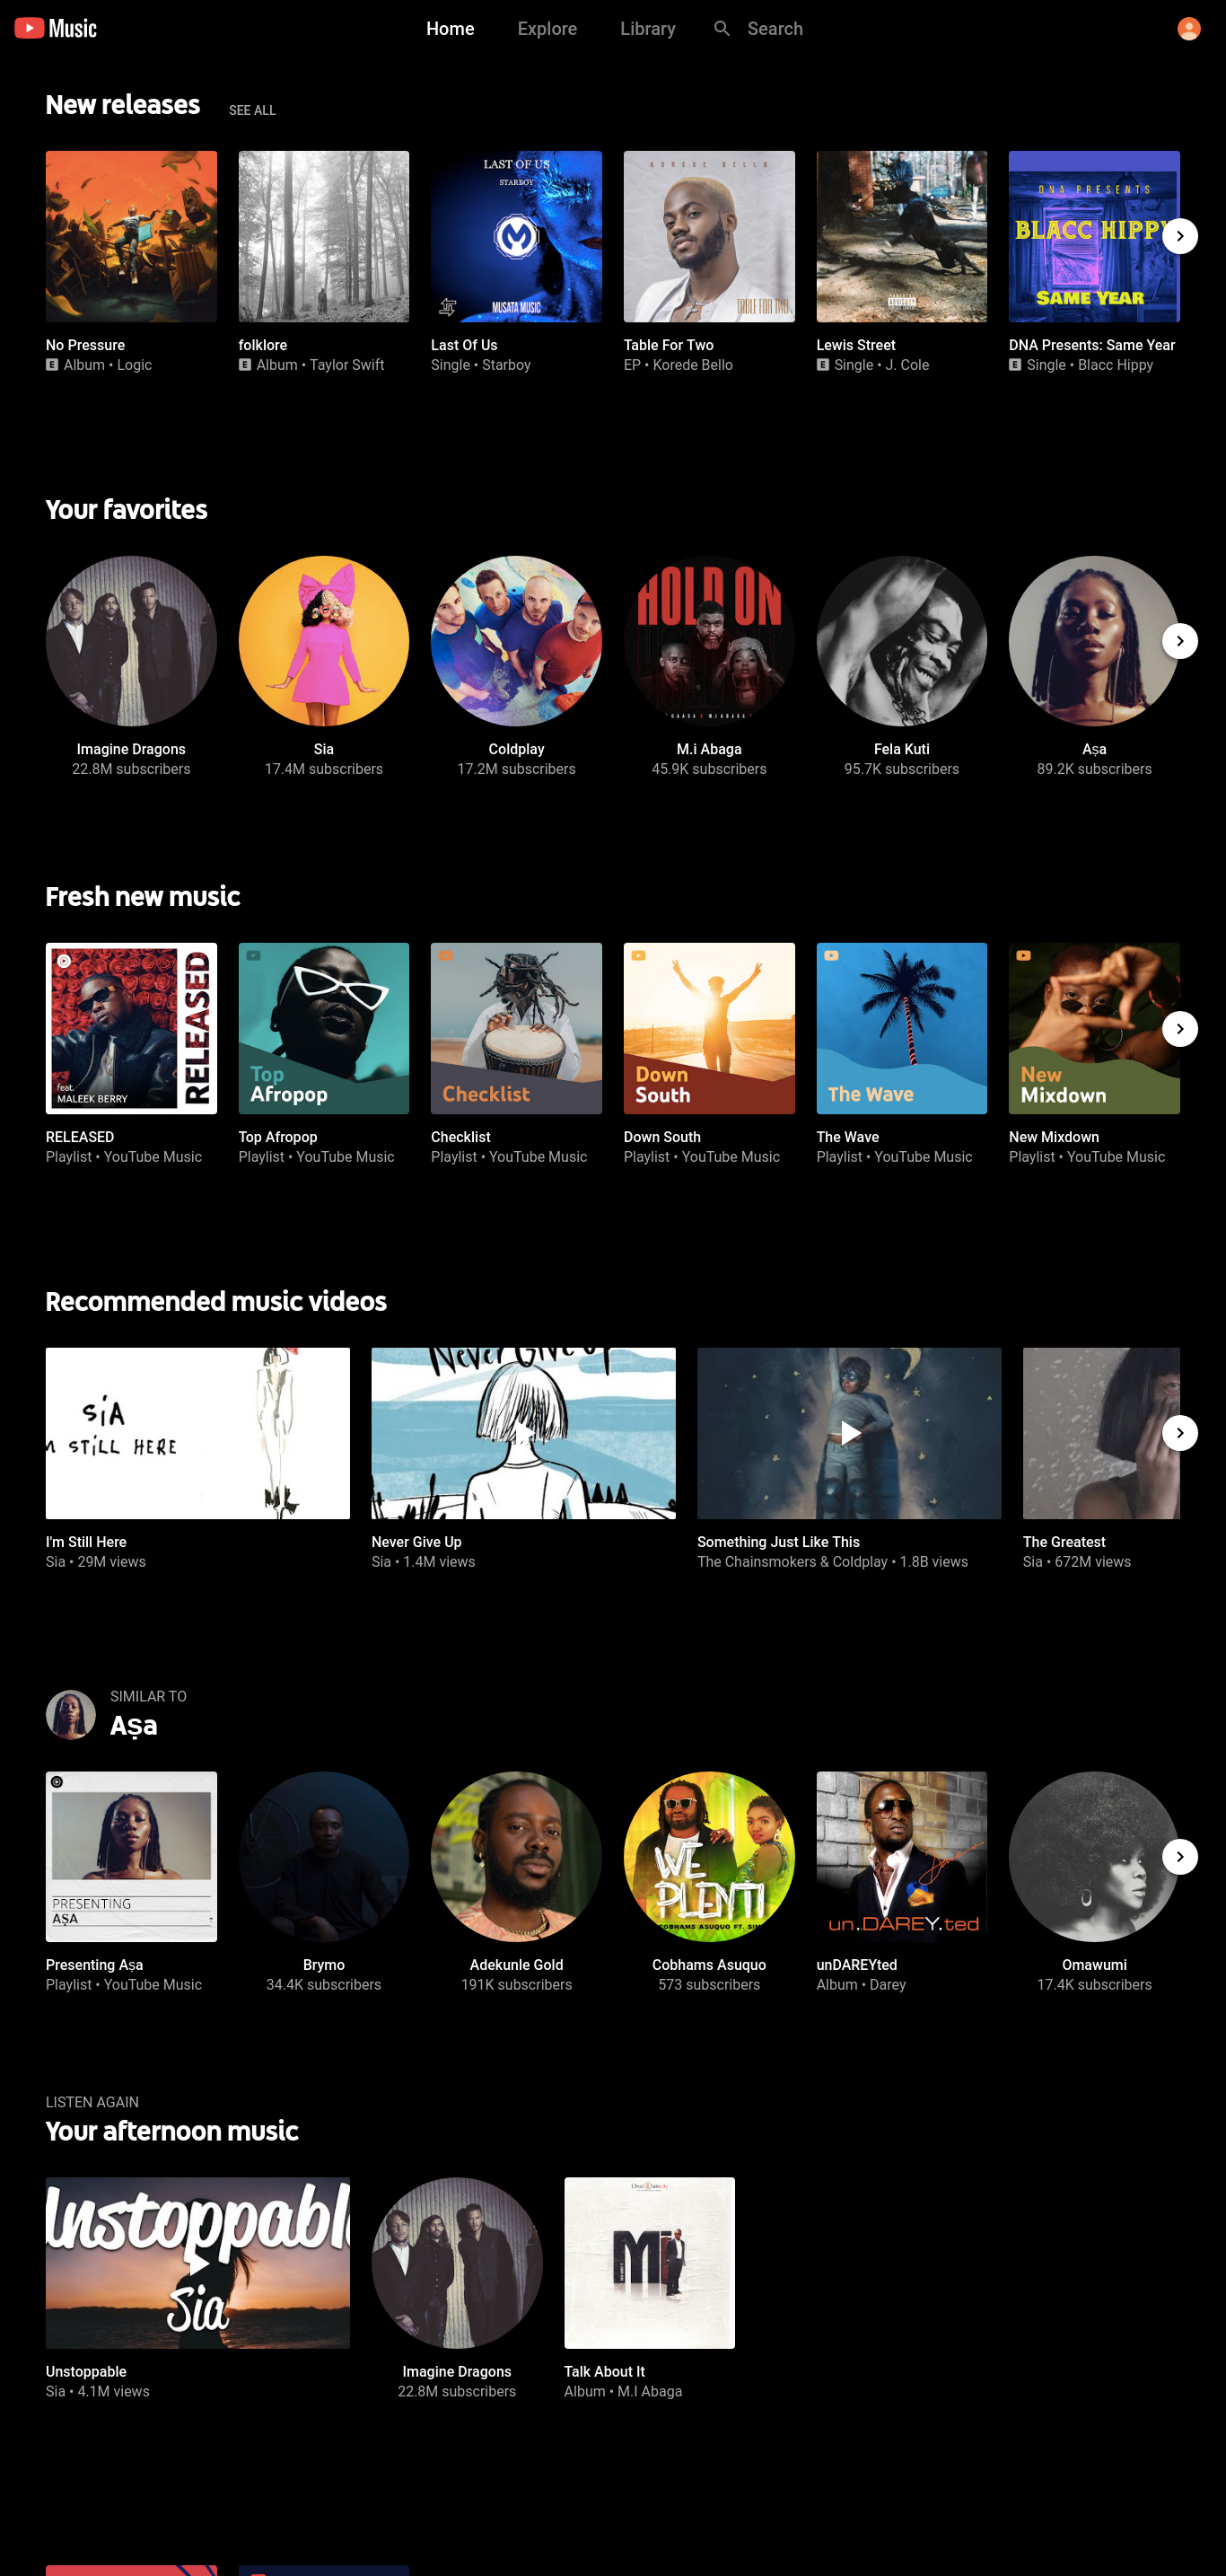 Music
Home
Explore
Library
Search
New releases
SEE ALL
LAST OF US
STARBOY
MUSATA MUSIC
KOREDE BELLO
TABLE FOR TWO
DNA PRESENTS
BLACC HIPPY
SAME YEAR
No Pressure
E Album • Logic
folklore
E Album • Taylor Swift
Last Of Us
Single • Starboy
Table For Two
EP • Korede Bello
Lewis Street
E Single • J. Cole
DNA Presents: Same Year
E Single • Blacc Hippy
Your favorites
HOLD ON
Imagine Dragons
22.8M subscribers
Sia
17.4M subscribers
Coldplay
17.2M subscribers
M.i Abaga
45.9K subscribers
Fela Kuti
95.7K subscribers
Aṣa
89.2K subscribers
Fresh new music
RELEASED
feat.
MALEEK BERRY
Top
Afropop
Checklist
Down
South
The Wave
New
Mixdown
RELEASED
Playlist • YouTube Music
Top Afropop
Playlist • YouTube Music
Checklist
Playlist • YouTube Music
Down South
Playlist • YouTube Music
The Wave
Playlist • YouTube Music
New Mixdown
Playlist • YouTube Music
Recommended music videos
SiA
M STiLL HERE
Never Give Up
I'm Still Here
Sia • 29M views
Never Give Up
Sia • 1.4M views
Something Just Like This
The Chainsmokers & Coldplay • 1.8B views
The Greatest
Sia • 672M views
SIMILAR TO
Aṣa
PRESENTING
AṢA
WE
PLENTI
COBHAMS ASUQUO FT. SIM
un.DAREY.ted
Presenting Aṣa
Playlist • YouTube Music
Brymo
34.4K subscribers
Adekunle Gold
191K subscribers
Cobhams Asuquo
573 subscribers
unDAREYted
Album • Darey
Omawumi
17.4K subscribers
LISTEN AGAIN
Your afternoon music
Unstoppable
Sia
Mi
Unstoppable
Sia • 4.1M views
Imagine Dragons
22.8M subscribers
Talk About It
Album • M.I Abaga